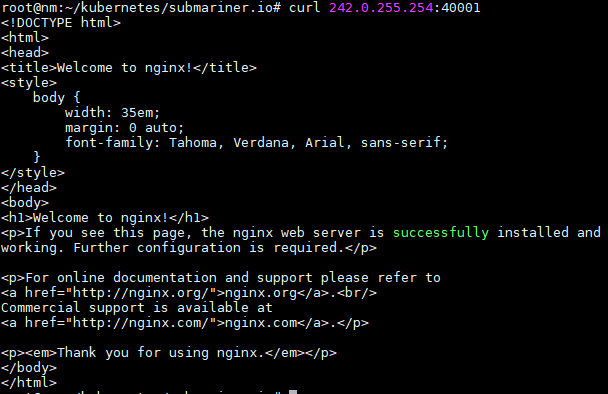 root@nm:~/kubernetes/submariner.io# curl 242.0.255.254:40001
<!DOCTYPE html>
<html>
<head>
<title>Welcome to nginx!</title>
<style>
    body {
        width: 35em;
        margin: 0 auto;
        font-family: Tahoma, Verdana, Arial, sans-serif;
    }
</style>
</head>
<body>
<h1>Welcome to nginx!</h1>
<p>If you see this page, the nginx web server is successfully installed and
working. Further configuration is required.</p>

<p>For online documentation and support please refer to
<a href="http://nginx.org/">nginx.org</a>.<br/>
Commercial support is available at
<a href="http://nginx.com/">nginx.com</a>.</p>

<p><em>Thank you for using nginx.</em></p>
</body>
</html>